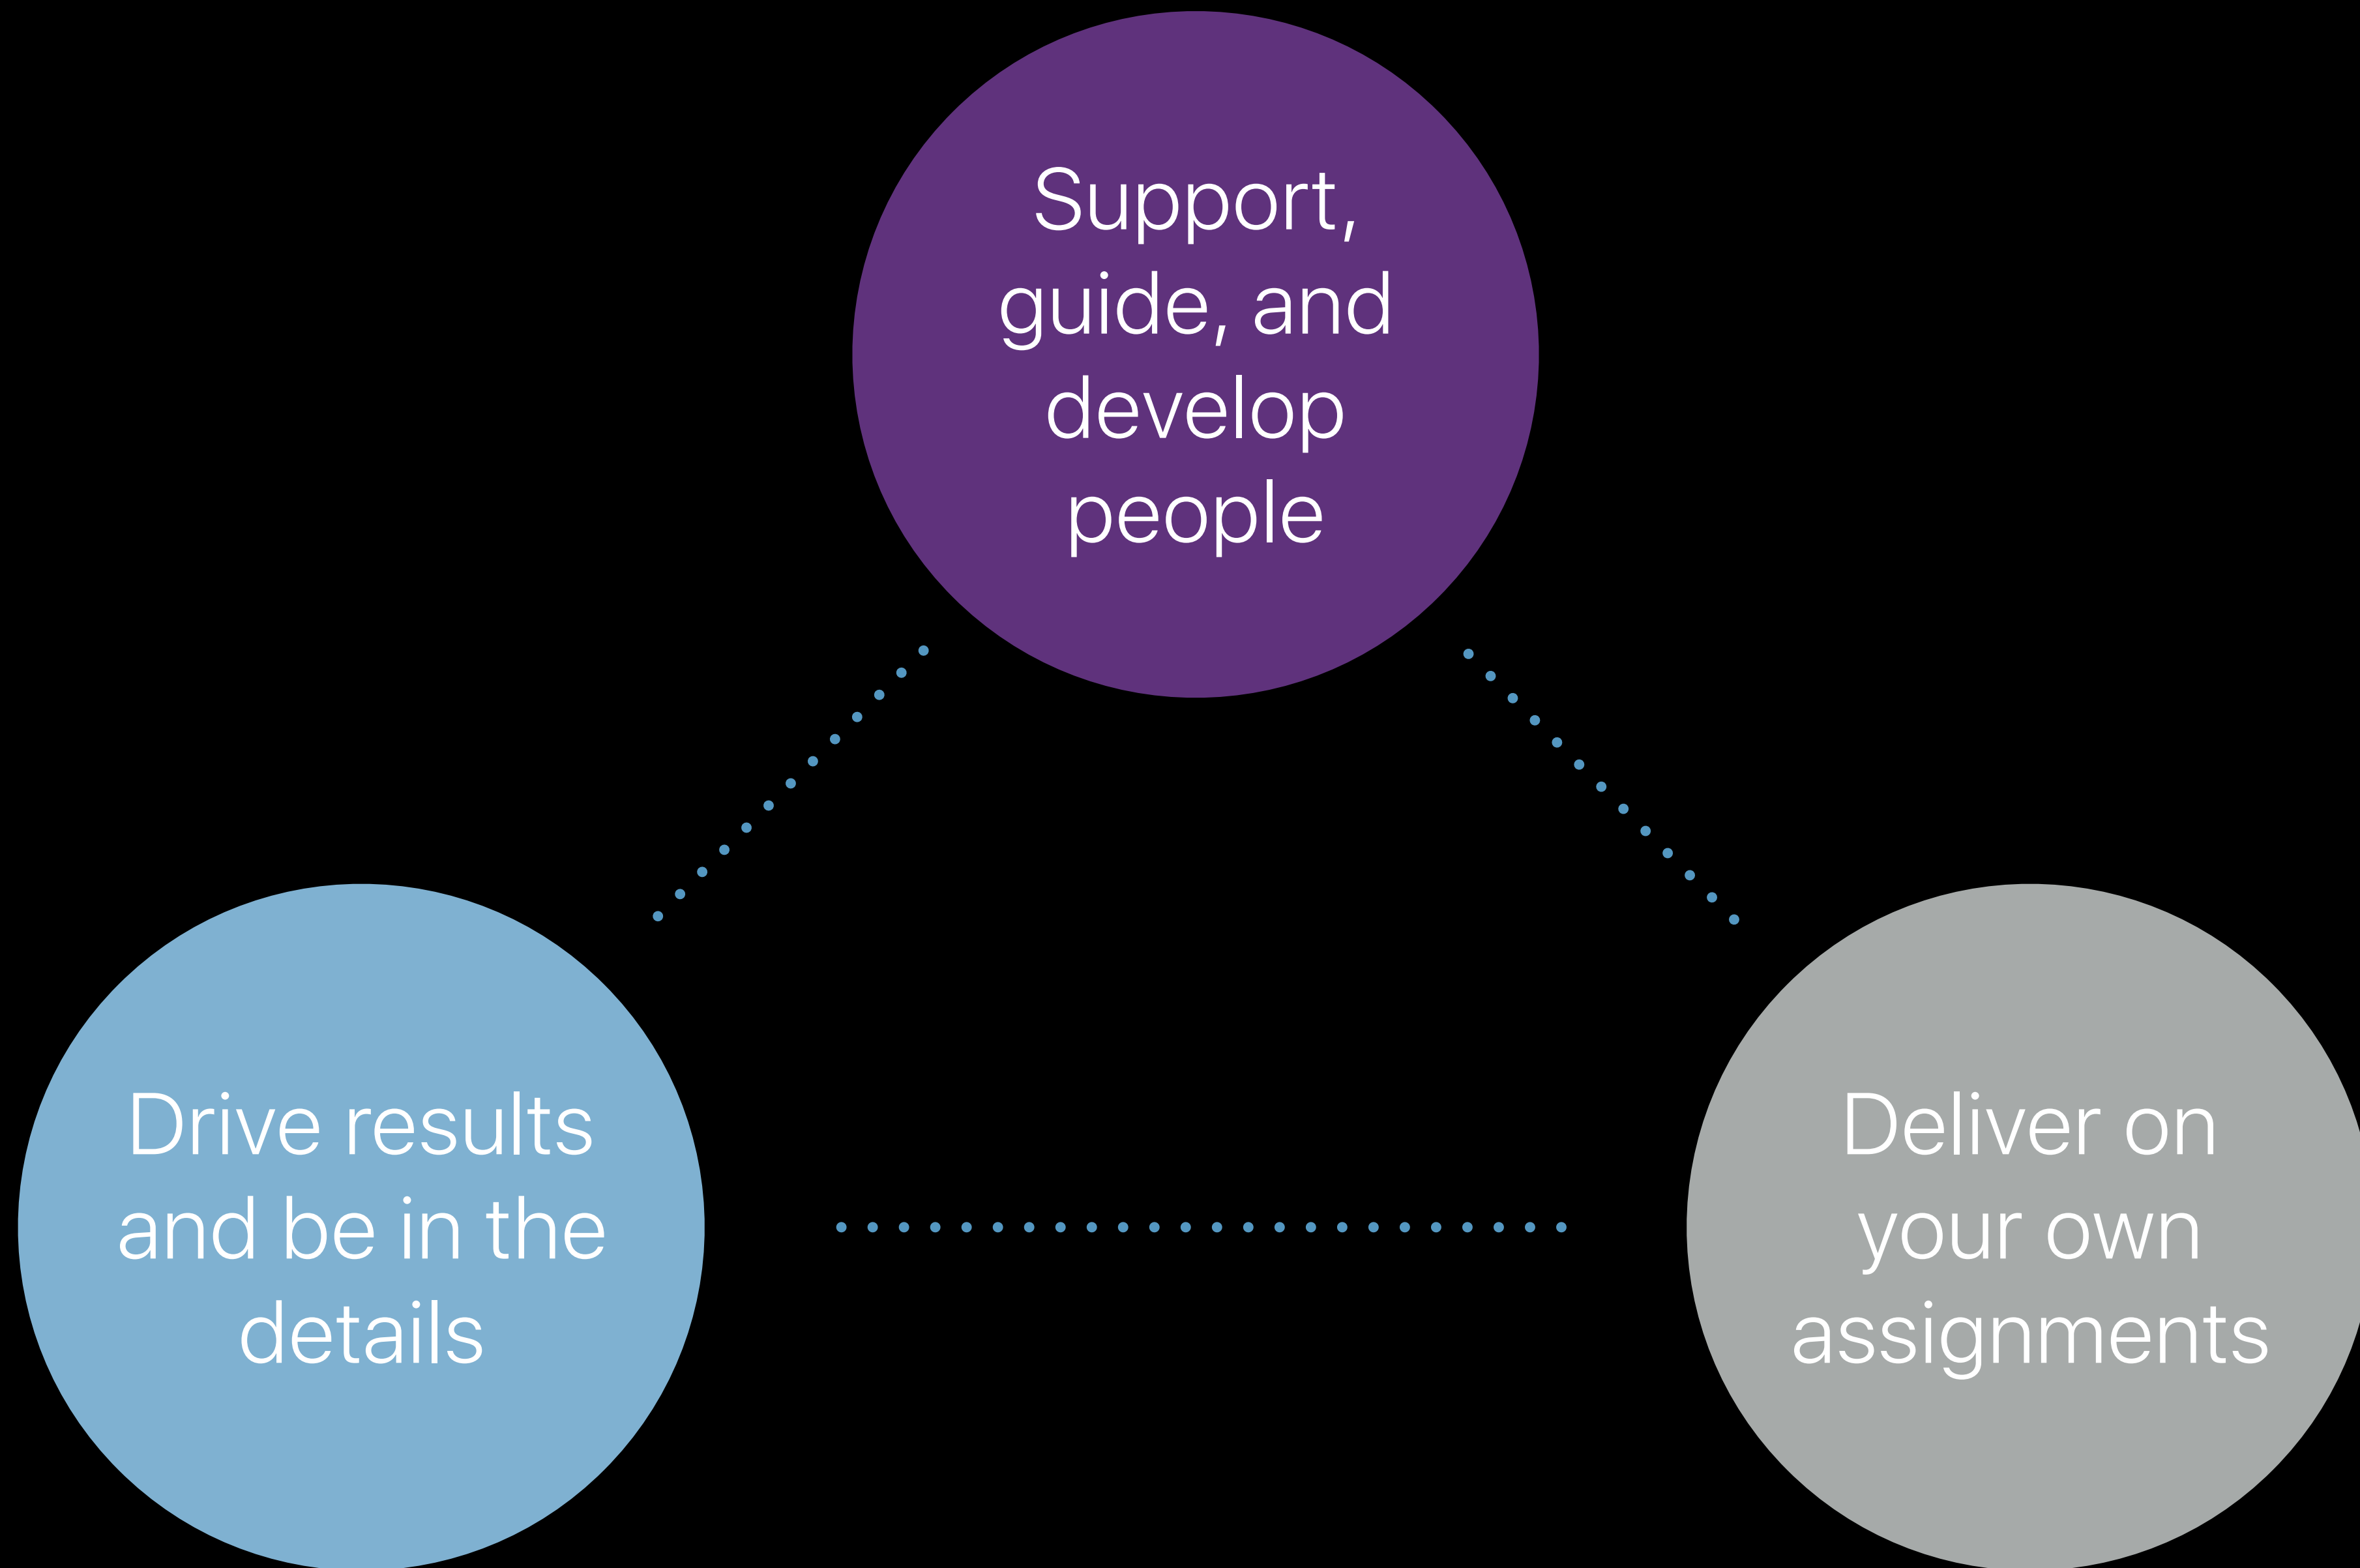 Support,
guide, and
develop
people
Drive results
and be in the
details
Deliver on
your own
assignments